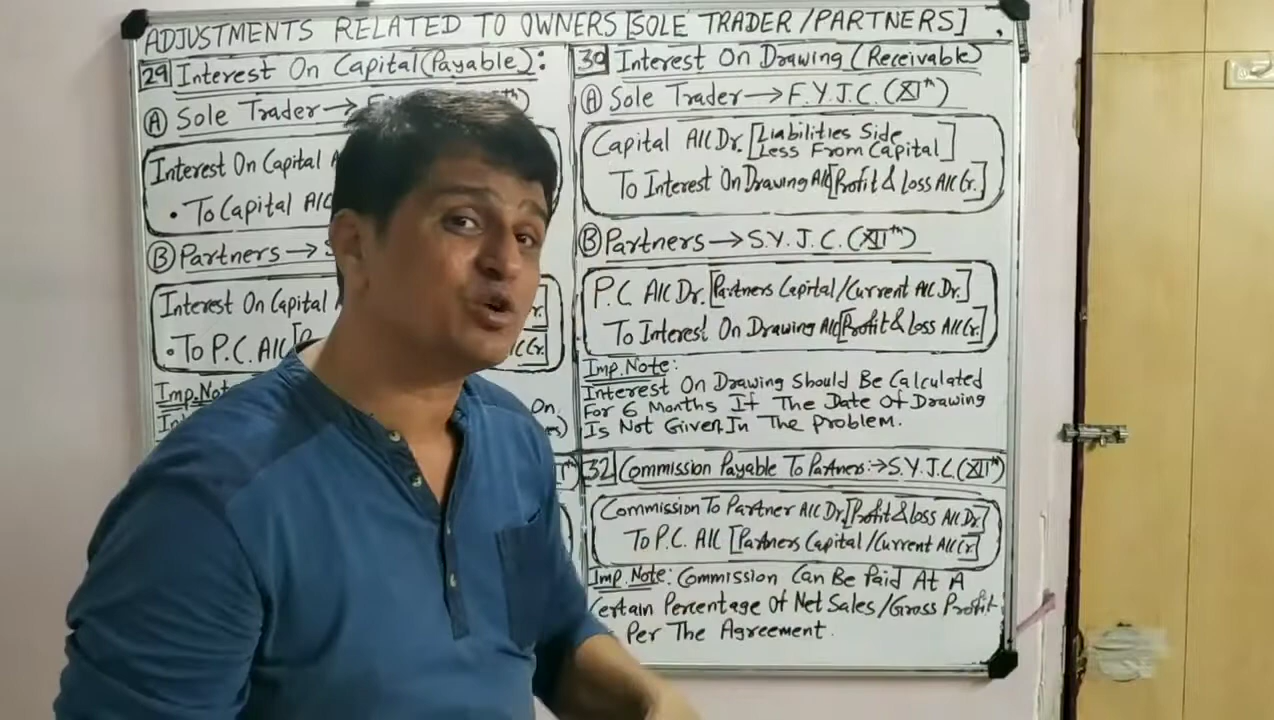 ADJUSTMENTS RELATED TO OWNERS [SOLE TRADER/PARTNERS].
29 Interest On Capital (Payable):
(A) Sole Trader → F th)
Interest On Capital A
• To Capital A/C
(B) Partners → S
Interest On Capital A r.]
• To P.C. A/C [P /C Cr.
Imp. Not
In On
30 Interest On Drawing (Receivable)
(A) Sole Trader → F.Y.J.C. (XIth)
Capital A/C Dr. [Liabilities Side
Less From Capital]
To Interest On Drawing A/C [Profit & Loss A/C Cr.]
(B) Partners → S.Y.J.C. (XIIth)
P.C A/C Dr. [Partners Capital/Current A/C Dr.]
To Interest On Drawing A/C [Profit & Loss A/C Cr.]
Imp. Note:
Interest On Drawing Should Be Calculated
For 6 Months If The Date Of Drawing
Is Not Given In The Problem.
32 Commission Payable To Partners: → S.Y.J.C. (XIIth)
Commission To Partner A/C Dr. [Profit & Loss A/C Dr]
To P.C. A/C [Partners Capital/Current A/C Cr]
Imp. Note: Commission Can Be Paid At A
Certain Percentage Of Net Sales/Gross Profit
Per The Agreement.